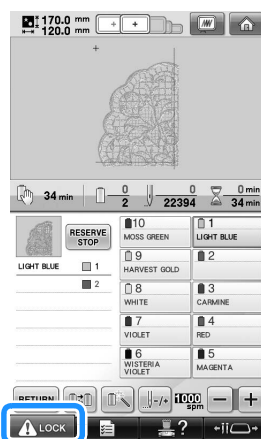 170.0 mm
120.0 mm
34 min
0
2
0
22394
0 min
34 min
RESERVE
STOP
LIGHT BLUE 1
2
10
MOSS GREEN
1
LIGHT BLUE
9
HARVEST GOLD
2
8
WHITE
3
CARMINE
7
VIOLET
4
RED
6
WISTERIA
VIOLET
5
MAGENTA
RETURN
-/+
1000
spm
- +
LOCK
?